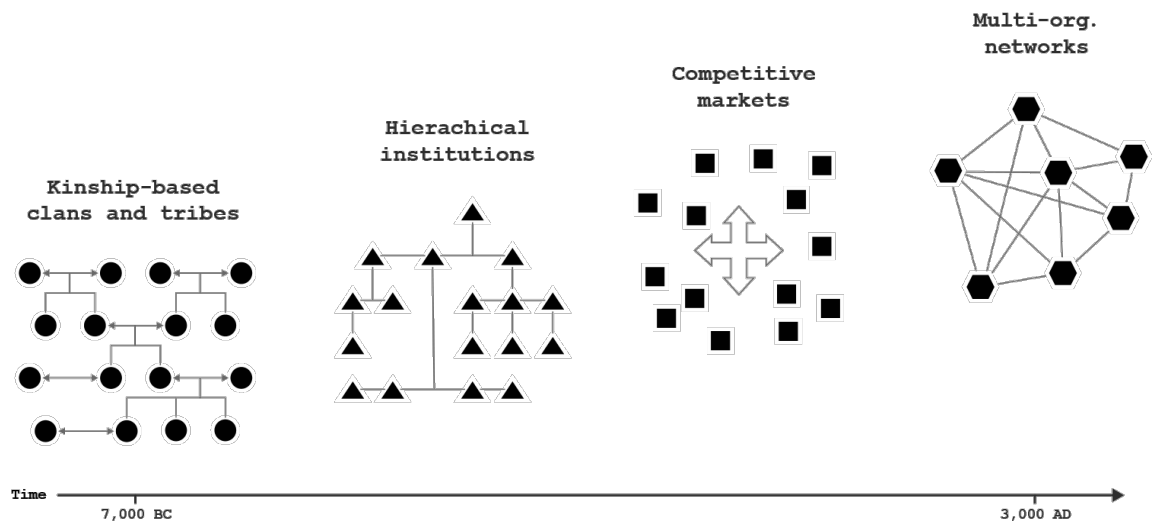 Kinship-based
clans and tribes
Hierachical
institutions
Competitive
markets
Multi-org.
networks
Time
7,000 BC
3,000 AD